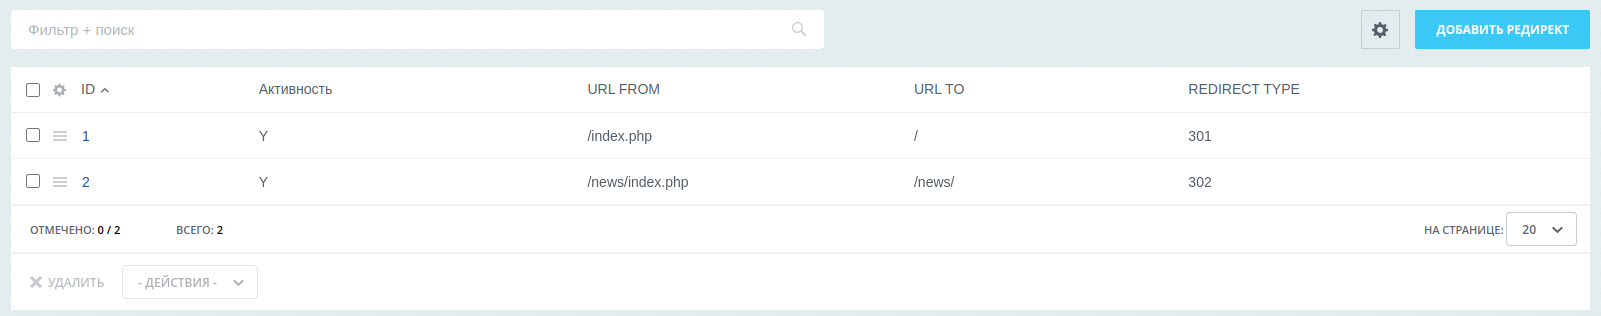 Фильтр + поиск
ДОБАВИТЬ РЕДИРЕКТ
ID Активность URL FROM URL TO REDIRECT TYPE
1 Y /index.php / 301
2 Y /news/index.php /news/ 302
ОТМЕЧЕНО: 0 / 2 ВСЕГО: 2 НА СТРАНИЦЕ: 20
УДАЛИТЬ - ДЕЙСТВИЯ -